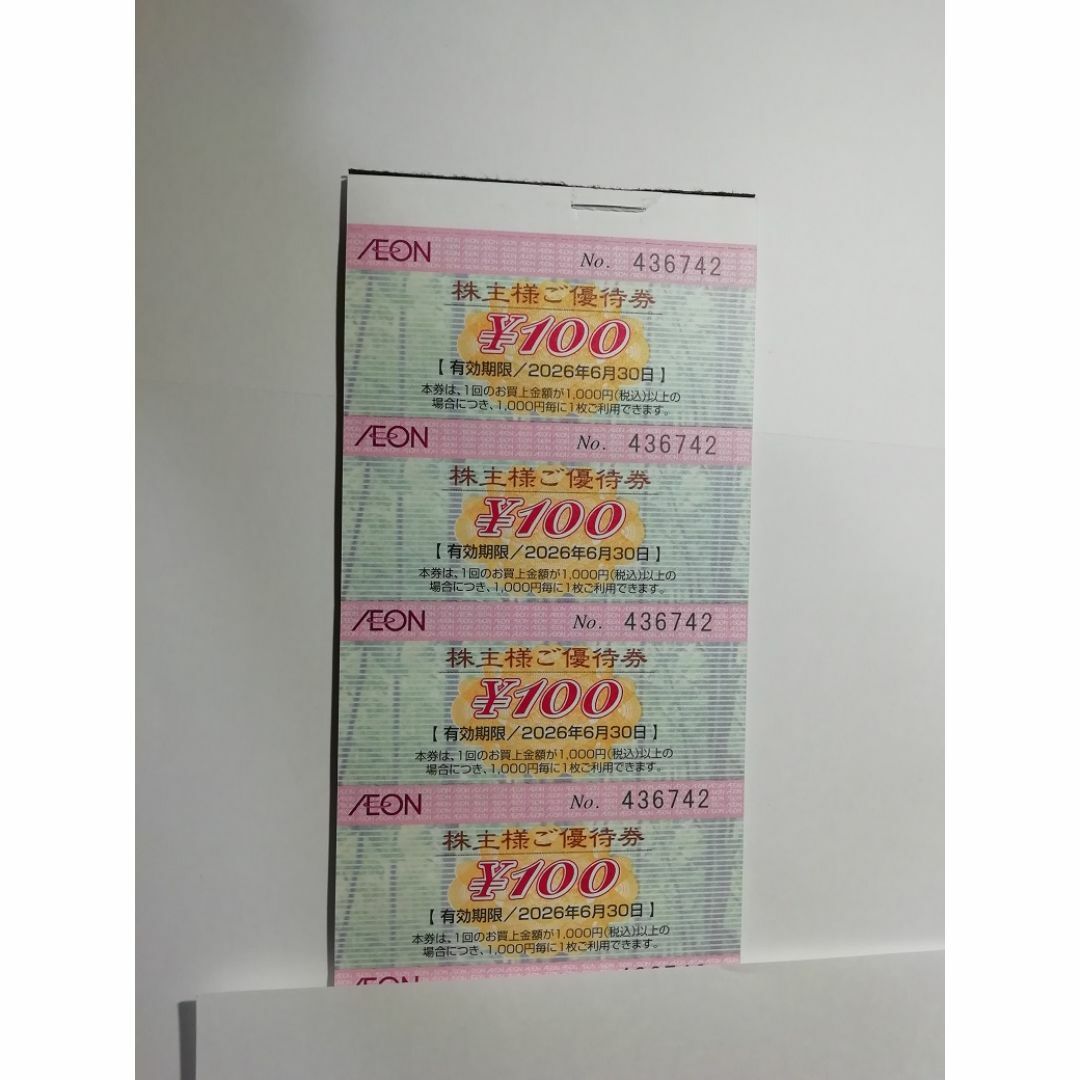 ÆON No. 436742
株主様ご優待券
¥100
【有効期限/2026年6月30日】
本券は、1回のお買上金額が1,000円(税込)以上の
場合につき、1,000円毎に1枚ご利用できます。
ÆON No. 436742
株主様ご優待券
¥100
【有効期限/2026年6月30日】
本券は、1回のお買上金額が1,000円(税込)以上の
場合につき、1,000円毎に1枚ご利用できます。
ÆON No. 436742
株主様ご優待券
¥100
【有効期限/2026年6月30日】
本券は、1回のお買上金額が1,000円(税込)以上の
場合につき、1,000円毎に1枚ご利用できます。
ÆON No. 436742
株主様ご優待券
¥100
【有効期限/2026年6月30日】
本券は、1回のお買上金額が1,000円(税込)以上の
場合につき、1,000円毎に1枚ご利用できます。
ÆON